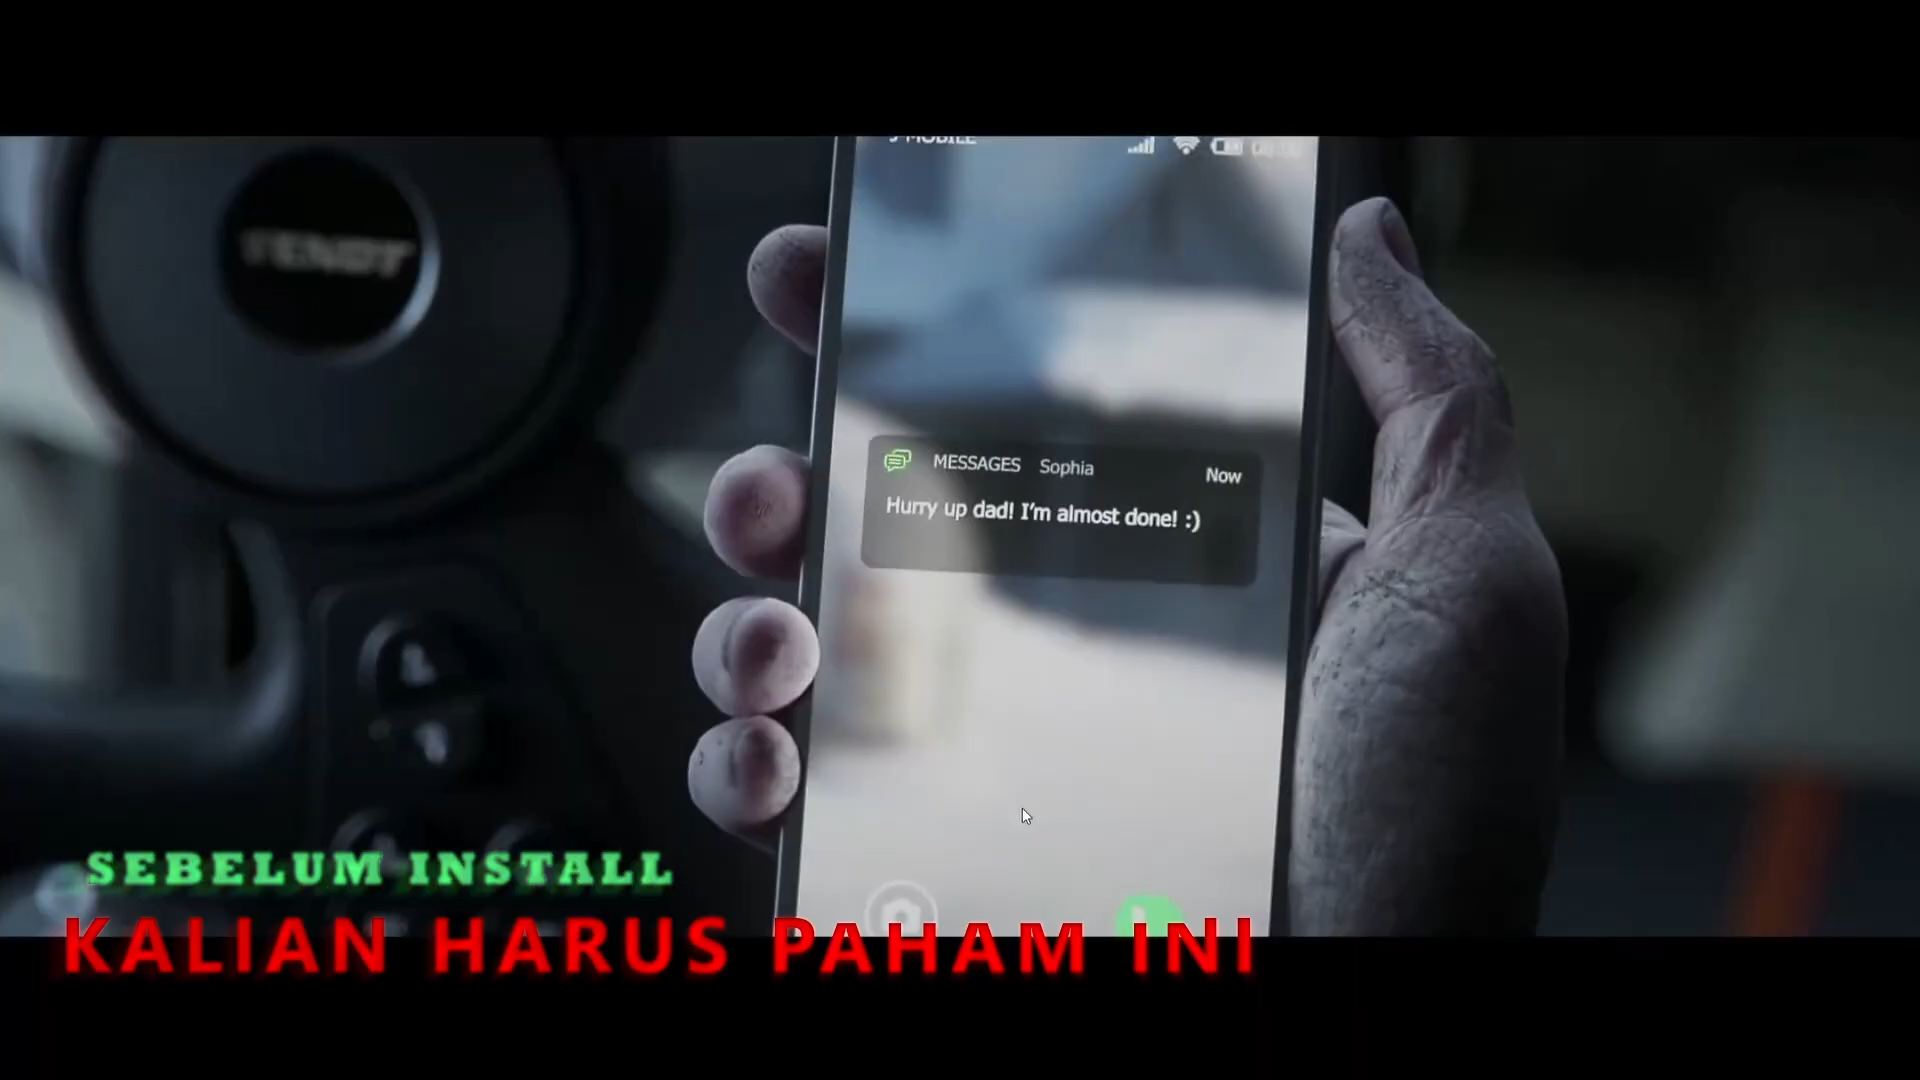 MESSAGES Sophia Now
Hurry up dad! I'm almost done! :)
SEBELUM INSTALL
KALIAN HARUS PAHAM INI